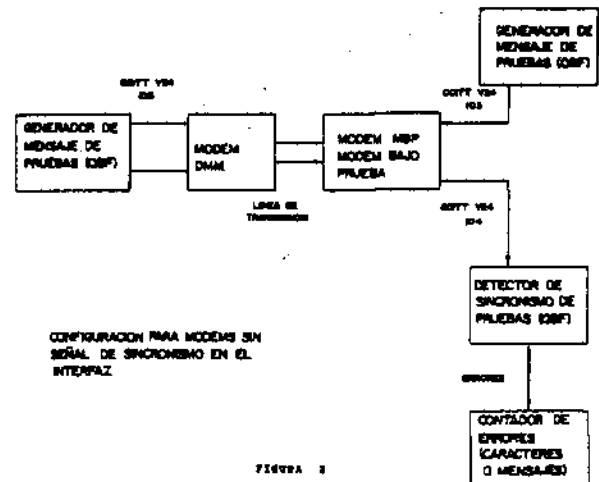 GENERADOR DE
MENSAJE DE
PRUEBAS (QBF)
CCITT V24
103
CCITT V24
GENERADOR DE
MENSAJE DE
PRUEBAS (QBF)
MODEM
DMM
MODEM MBP
MODEM BAJO
PRUEBA
LINEA DE
TRANSMISION
CCITT V24
104
DETECTOR DE
SINCRONISMO DE
PRUEBAS (QBF)
CONFIGURACION PARA MODEMS SIN
SEÑAL DE SINCRONISMO EN EL
INTERFAZ
ERRORES
CONTADOR DE
ERRORES
(CARACTERES
O MENSAJES)
FIGURA